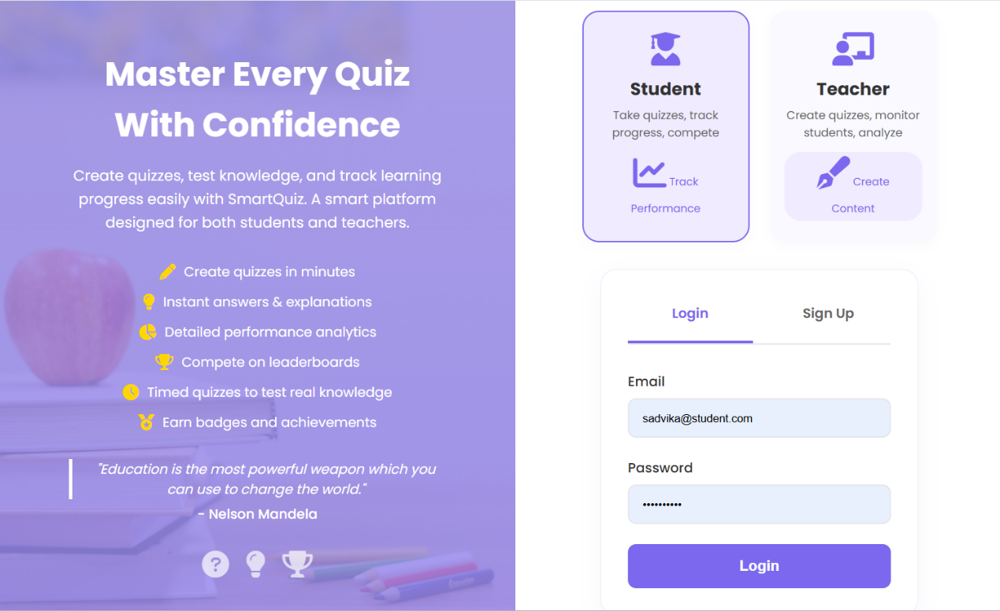 Master Every Quiz
With Confidence
Create quizzes, test knowledge, and track learning
progress easily with SmartQuiz. A smart platform
designed for both students and teachers.
Create quizzes in minutes
Instant answers & explanations
Detailed performance analytics
Compete on leaderboards
Timed quizzes to test real knowledge
Earn badges and achievements
"Education is the most powerful weapon which you
can use to change the world."
- Nelson Mandela
?
Student
Take quizzes, track
progress, compete
Track
Performance
Teacher
Create quizzes, monitor
students, analyze
Create
Content
Login
Sign Up
Email
sadvika@student.com
Password
••••••••••
Login